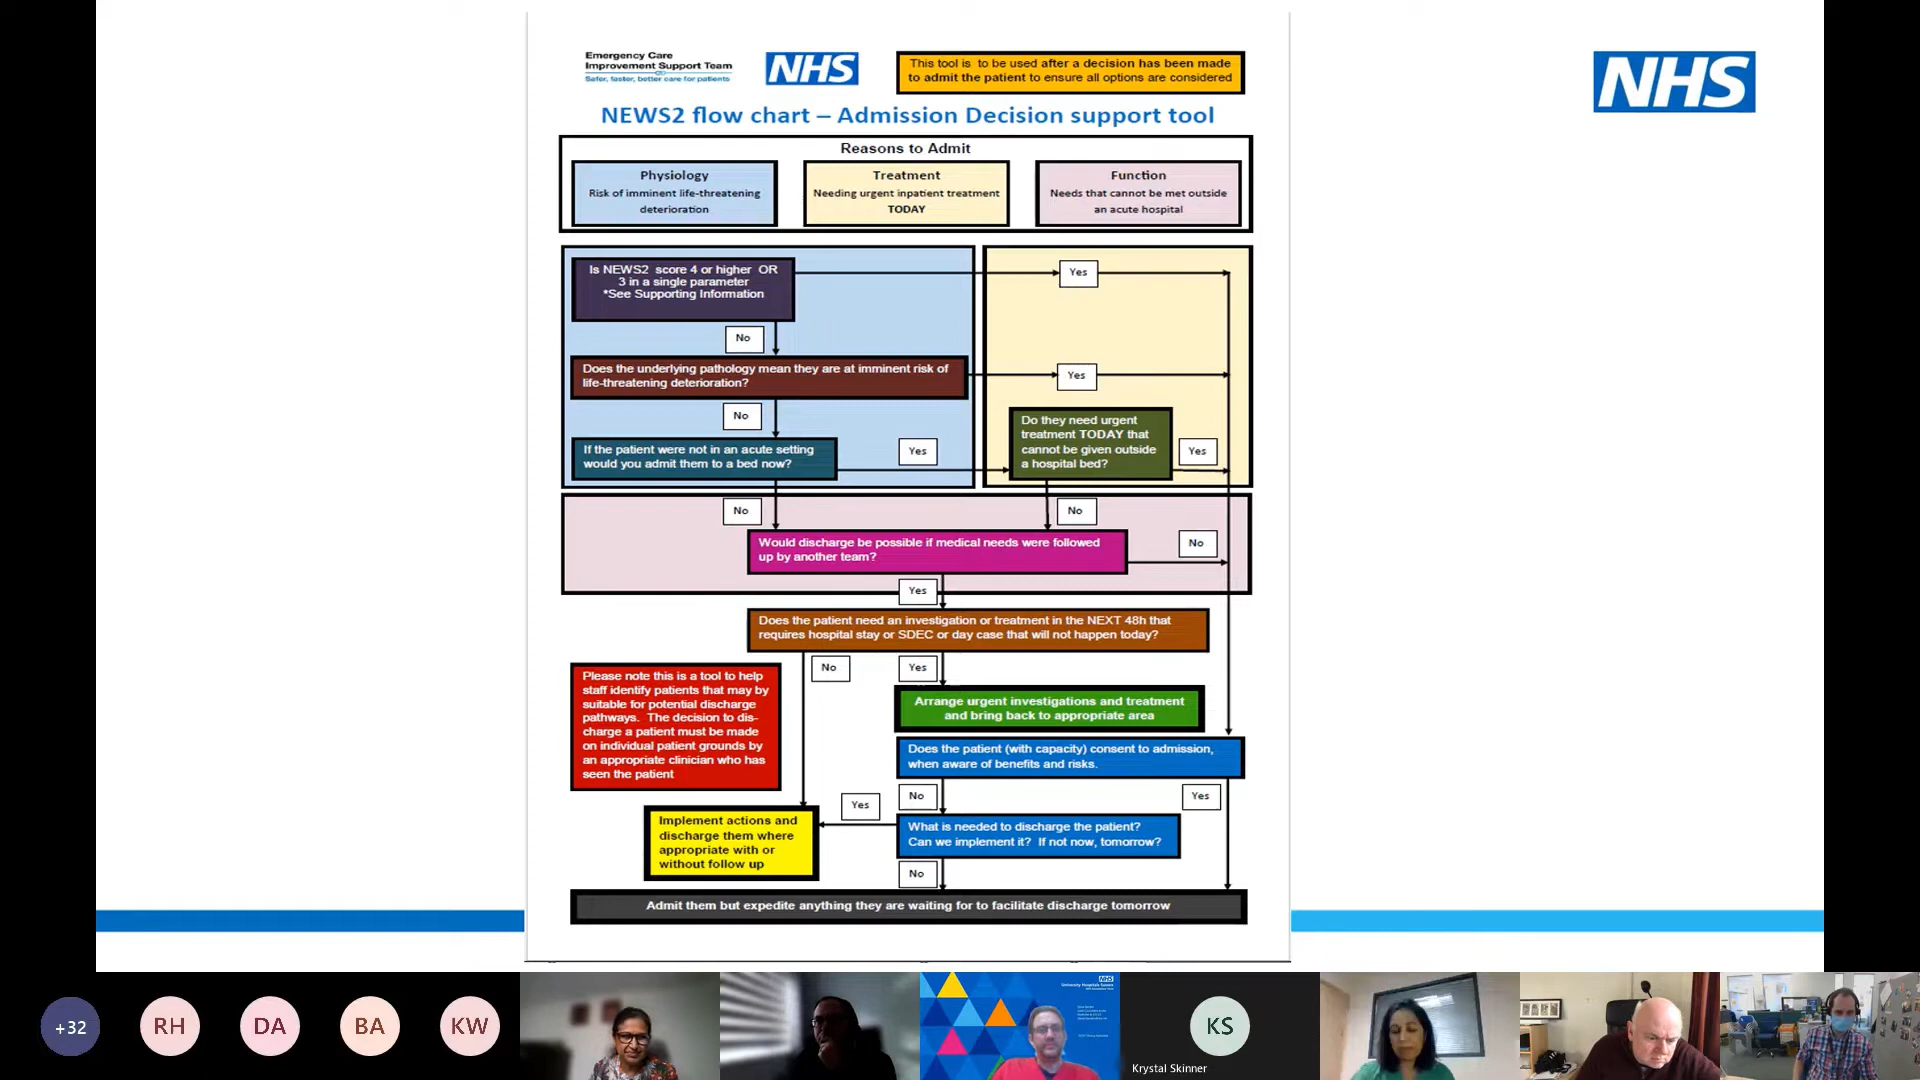 Emergency Care
Improvement Support Team
Safer, faster, better care for patients
NHS
This tool is to be used after a decision has been made
to admit the patient to ensure all options are considered
NHS
NEWS2 flow chart – Admission Decision support tool
Reasons to Admit
Physiology
Risk of imminent life-threatening
deterioration
Treatment
Needing urgent inpatient treatment
TODAY
Function
Needs that cannot be met outside
an acute hospital
Is NEWS2 score 4 or higher OR
3 in a single parameter
*See Supporting Information
Yes
No
Does the underlying pathology mean they are at imminent risk of
life-threatening deterioration?
Yes
No
If the patient were not in an acute setting
would you admit them to a bed now?
Yes
Do they need urgent
treatment TODAY that
cannot be given outside
a hospital bed?
Yes
No
No
Would discharge be possible if medical needs were followed
up by another team?
No
Yes
Does the patient need an investigation or treatment in the NEXT 48h that
requires hospital stay or SDEC or day case that will not happen today?
No
Yes
Please note this is a tool to help
staff identify patients that may by
suitable for potential discharge
pathways. The decision to dis-
charge a patient must be made
on individual patient grounds by
an appropriate clinician who has
seen the patient
Arrange urgent investigations and treatment
and bring back to appropriate area
Does the patient (with capacity) consent to admission,
when aware of benefits and risks.
No
Yes
Yes
What is needed to discharge the patient?
Can we implement it? If not now, tomorrow?
Implement actions and
discharge them where
appropriate with or
without follow up
No
Admit them but expedite anything they are waiting for to facilitate discharge tomorrow
+32
RH
DA
BA
KW
NHS
University Hospitals Sussex
KS
Krystal Skinner